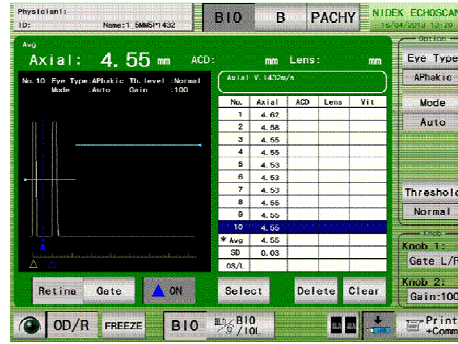 Physician:
ID: Name:1 5MMSP1432
BIO B PACHY NIDEK ECHOSCAN
16/04/2013 13:20
Avg
Axial: 4.55 mm ACD: mm Lens: mm
No.10 Eye Type:APhakic Th.level :Normal
Mode :Auto Gain :100
Axial V.1432m/s
No. Axial ACD Lens Vit
1 4.62
2 4.58
3 4.55
4 4.55
5 4.53
6 4.53
7 4.53
8 4.55
9 4.55
10 4.55
* Avg 4.55
SD 0.03
GS/L
Option
Eye Type
APhakic
Mode
Auto
Threshold
Normal
Knob
Knob 1:
Gate L/R
Knob 2:
Gain:100
Retina Gate ON Select Delete Clear
OD/R FREEZE BIO BIO /IOL Print
+Comm